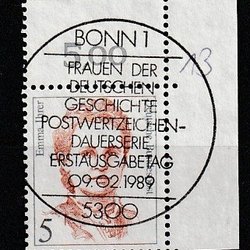 BONN 1
5.00
13
FRAUEN DER
DEUTSCHEN
GESCHICHTE
POSTWERTZEICHEN-
DAUERSERIE
ERSTAUSGABETAG
09.02.1989
5300
Emma Ihrer
5